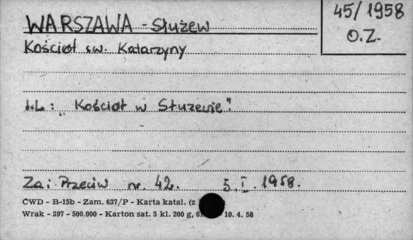 WARSZAWA - Służew
45/1958
O.Z.
Kościół św. Katarzyny
i.L: „Kościół w Służewie".
Za: Przeciw nr. 42. 5.I.1958.
CWD - B-15b - Zam. 637/P - Karta katal. (z
Wrak - 397 - 500.000 - Karton sat. 5 kl. 200 g, 10. 4. 58